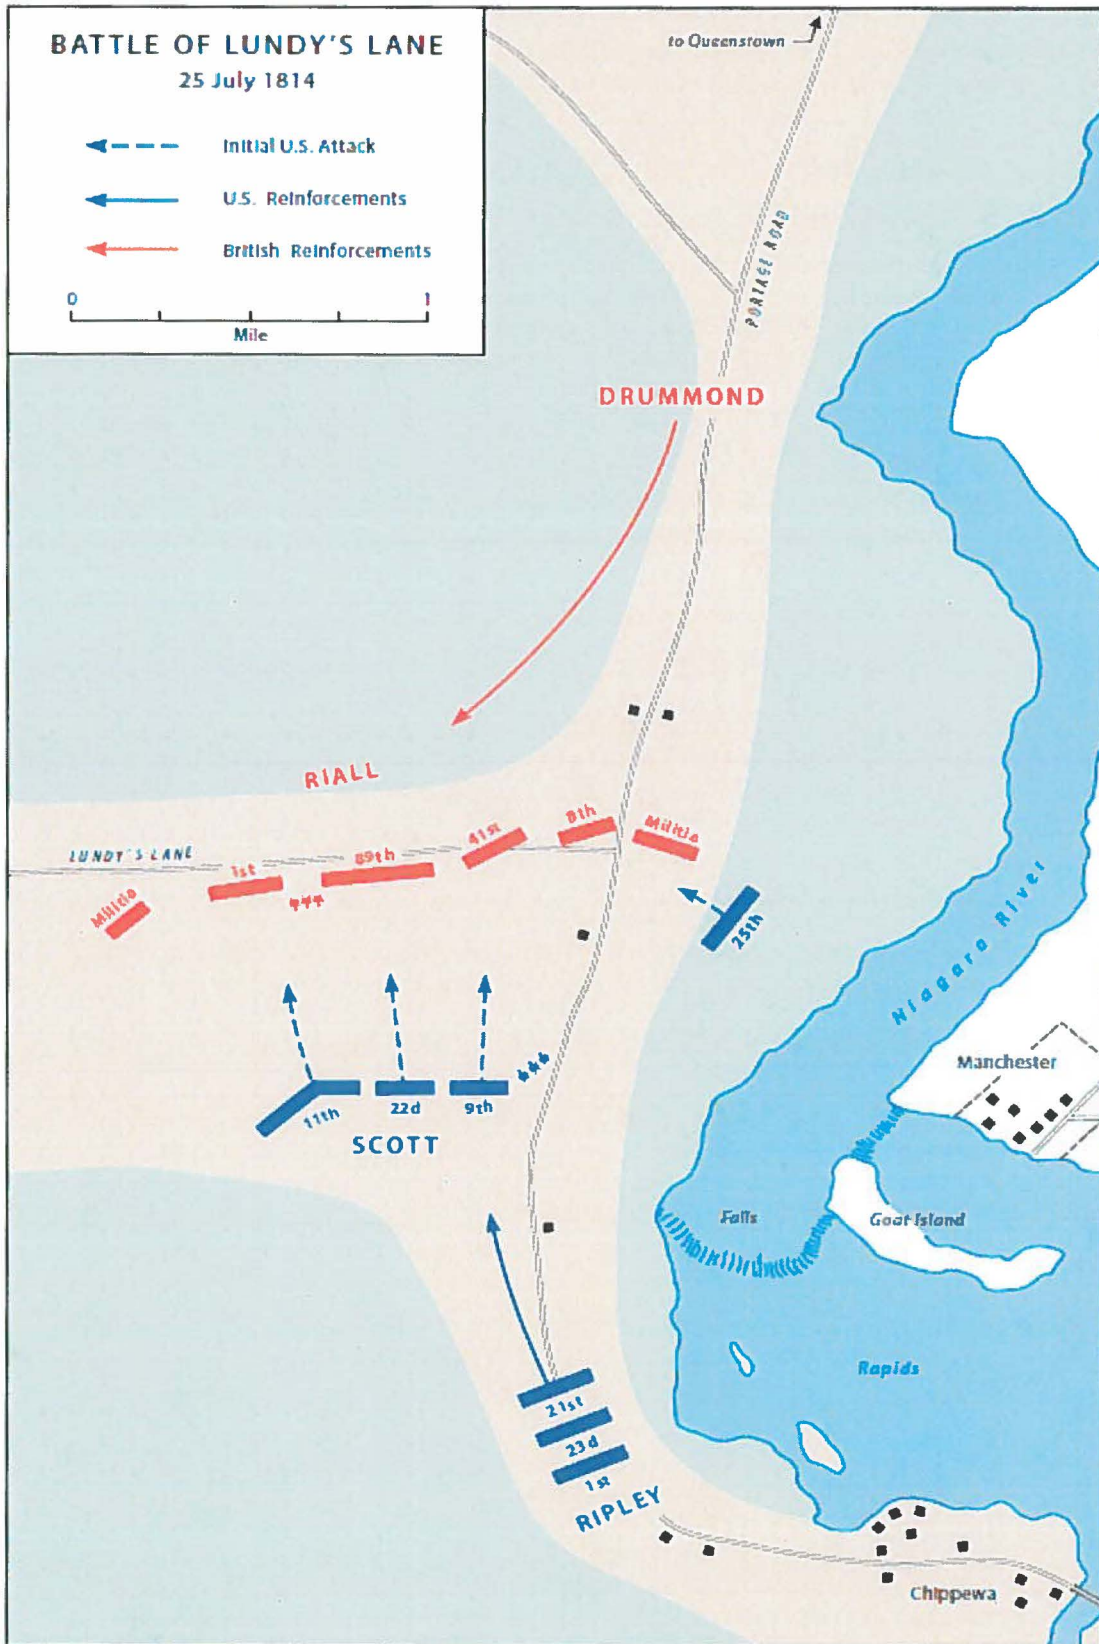 BATTLE OF LUNDY'S LANE
25 July 1814
Initial U.S. Attack
U.S. Reinforcements
British Reinforcements
0 1
Mile
to Queenstown
PORTAGE ROAD
DRUMMOND
RIALL
LUNDY'S LANE
Militia
1st
89th
41st
8th
Militia
25th
Niagara River
11th
22d
9th
SCOTT
Manchester
Falls
Goat Island
Rapids
21st
23d
1st
RIPLEY
Chippewa